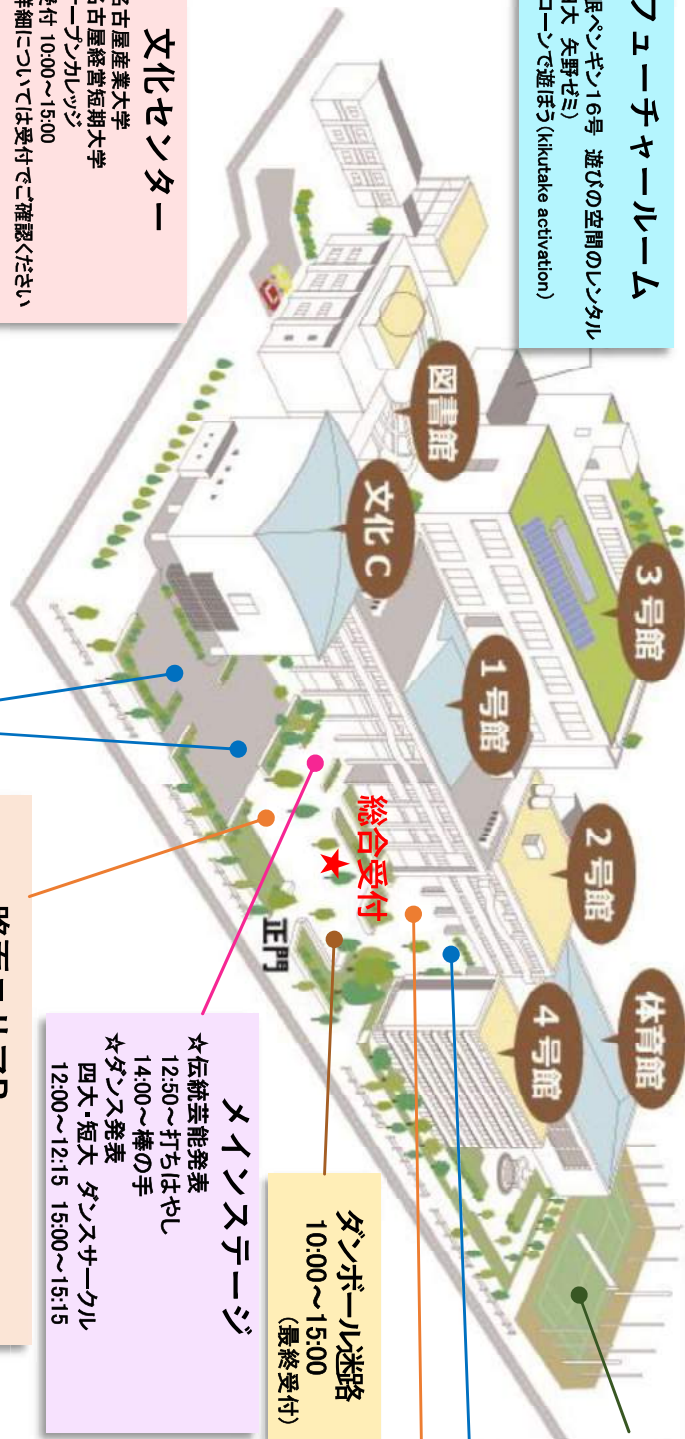 フューチャールーム
民ペンギン16号 遊びの空間のレンタル
大 矢野ゼミ)
ローンで遊ぼう(kikutake activation)
文化センター
名古屋産業大学
名古屋経営短期大学
ープンカレッジ
受付 10:00～15:00
詳細については受付でご確認ください
図書館
文化C
3号館
1号館
2号館
体育館
4号館
総合受付
★
正門
メインステージ
☆伝統芸能発表
12:50～打ちはやし
14:00～棒の手
☆ダンス発表
四大・短大 ダンスサークル
12:00～12:15 15:00～15:15
ダンボール迷路
10:00～15:00
(最終受付)